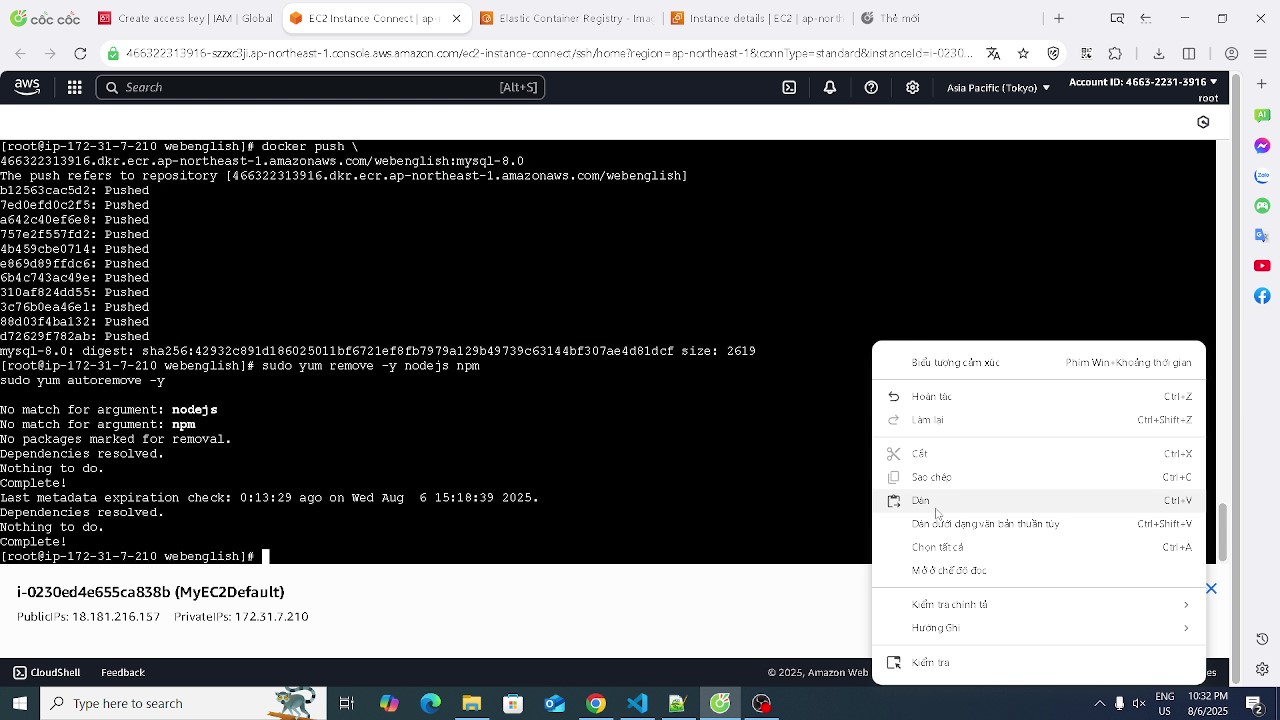 cốc cốc
Create access key | IAM | Global
EC2 Instance Connect | ap-
Elastic Container Registry - Imag
Instance details | EC2 | ap-north
Thẻ mới
466322313916-szzxc3ji.ap-northeast-1.console.aws.amazon.com/ec2-instance-connect/ssh/home?region=ap-northeast-1&connType=standard&instanceId=i-0230...
aws
Search
[Alt+S]
Asia Pacific (Tokyo)
Account ID: 4663-2231-3916
root
[root@ip-172-31-7-210 webenglish]# docker push \
466322313916.dkr.ecr.ap-northeast-1.amazonaws.com/webenglish:mysql-8.0
The push refers to repository [466322313916.dkr.ecr.ap-northeast-1.amazonaws.com/webenglish]
b12563cac5d2: Pushed
7ed0efd0c2f5: Pushed
a642c40ef6e8: Pushed
757e2f557fd2: Pushed
4b459cbe0714: Pushed
e869d89ffdc6: Pushed
6b4c743ac49e: Pushed
310af824dd55: Pushed
3c76b0ea46e1: Pushed
88d03f4ba132: Pushed
d72629f782ab: Pushed
mysql-8.0: digest: sha256:42932c891d186025011bf6721ef8fb7979a129b49739c63144bf307ae4d81dcf size: 2619
[root@ip-172-31-7-210 webenglish]# sudo yum remove -y nodejs npm
sudo yum autoremove -y
No match for argument: nodejs
No match for argument: npm
No packages marked for removal.
Dependencies resolved.
Nothing to do.
Complete!
Last metadata expiration check: 0:13:29 ago on Wed Aug  6 15:18:39 2025.
Dependencies resolved.
Nothing to do.
Complete!
[root@ip-172-31-7-210 webenglish]#
Biểu tượng cảm xúc Phím Win+Khoảng thời gian
Hoàn tác Ctrl+Z
Làm lại Ctrl+Shift+Z
Cắt Ctrl+X
Sao chép Ctrl+C
Dán Ctrl+V
Dán dưới dạng văn bản thuần túy Ctrl+Shift+V
Chọn tất cả Ctrl+A
Mở ở chế độ đọc
Kiểm tra chính tả
Hướng Ghi
Kiểm tra
i-0230ed4e655ca838b (MyEC2Default)
PublicIPs: 18.181.216.157 PrivateIPs: 172.31.7.210
CloudShell
Feedback
© 2025, Amazon Web
es
AI
Zalo
Type here to search
ENG
VI
10:32 PM
8/6/2025
2